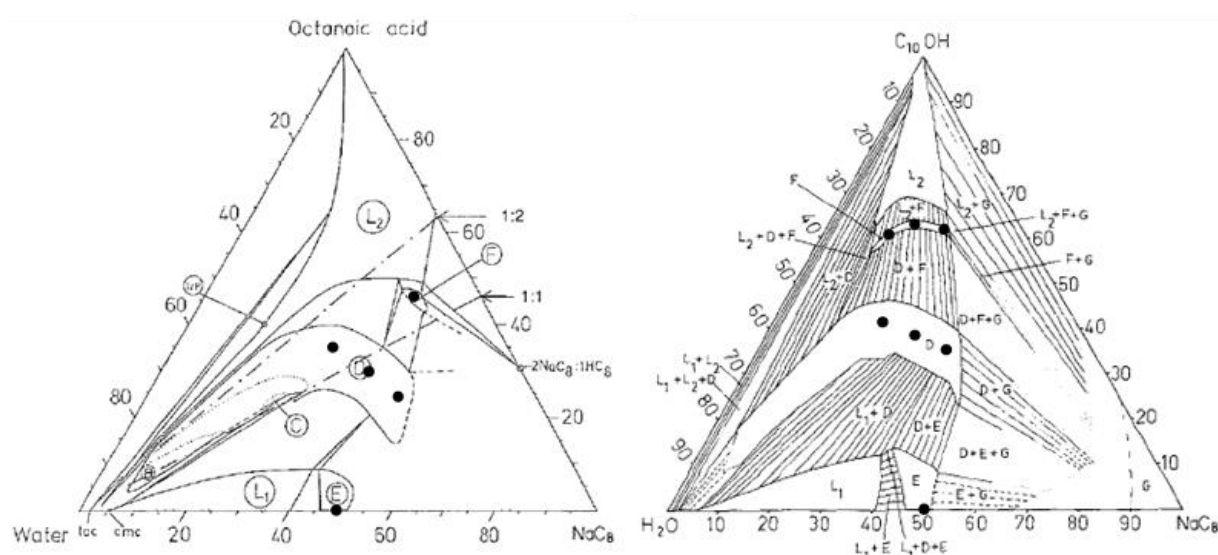 Octanoic acid
20
80
L₂
1:2
40
60
F
1:1
60
40
2NaC₈:1HC₈
D
80
20
C
B
L₁
E
Water
lac
cmc
20
40
60
80
NaC₈
C₁₀OH
10
90
20
80
30
70
L₂
F
L₂+F
L₂+G
L₂+F+G
40
60
L₂+D+F
D+F
F+G
50
50
L₂+D
60
40
D+F+G
D
70
30
L₁+L₂
L₁+L₂+D
D+G
80
20
L₁+D
D+E
D+E+G
90
10
L₁
E
E+G
G
H₂O
10
20
30
40
50
60
70
80
90
NaC₈
L₁+E
L₁+D+E